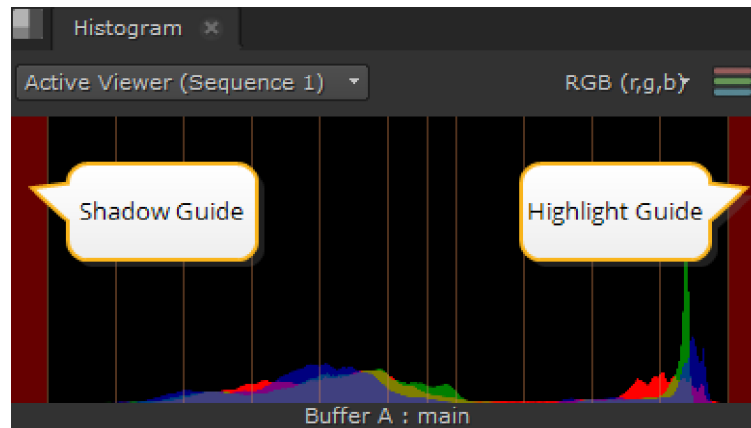 Histogram
Active Viewer (Sequence 1)
RGB (r,g,b)
Shadow Guide
Highlight Guide
Buffer A : main